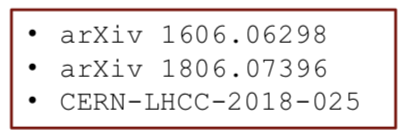 • arXiv 1606.06298
• arXiv 1806.07396
• CERN-LHCC-2018-025